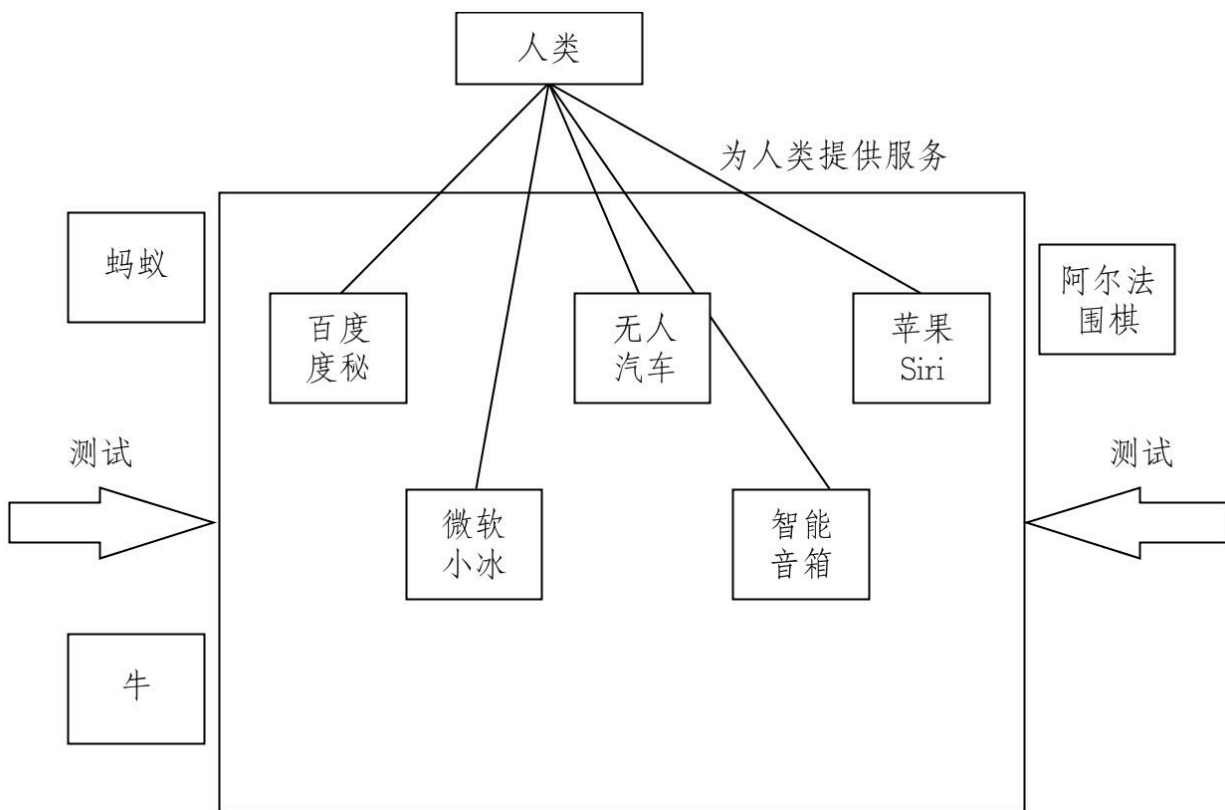 人类
为人类提供服务
蚂蚁
阿尔法
围棋
百度
度秘
无人
汽车
苹果
Siri
测试
测试
微软
小冰
智能
音箱
牛